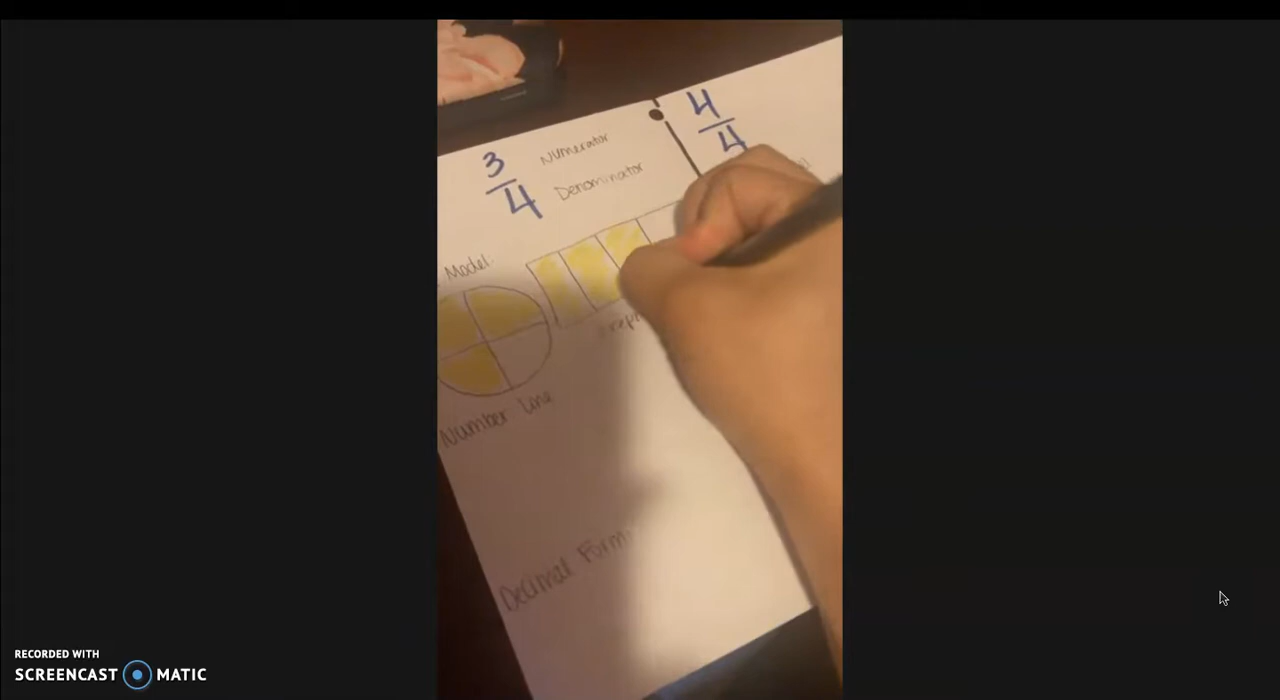 3/4 Numerator
Denominator
4/4
Model:
Number Line
Decimal Form
RECORDED WITH
SCREENCAST MATIC